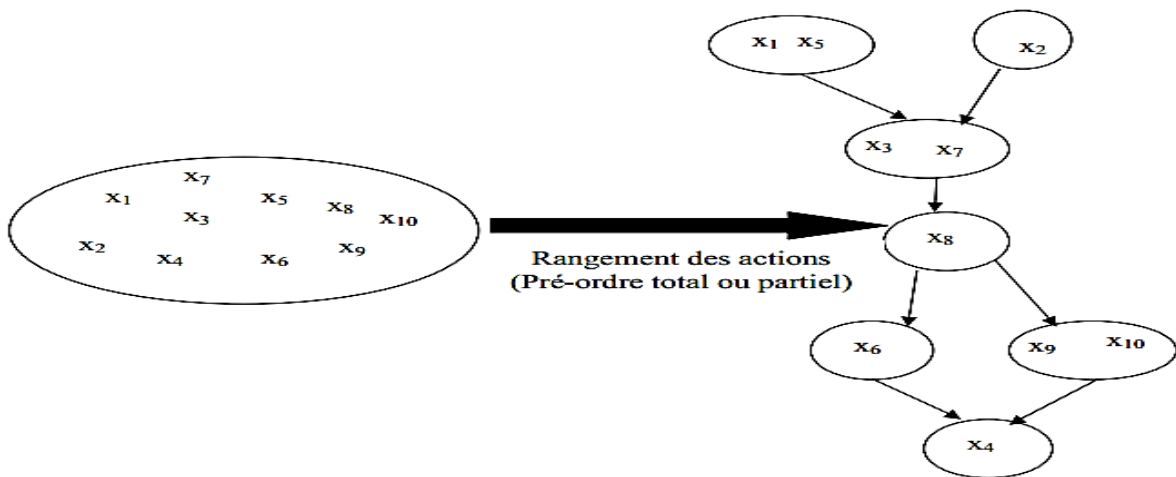 x₇
x₁ x₅ x₈ x₁₀
x₃
x₂ x₉
x₄ x₆
Rangement des actions
(Pré-ordre total ou partiel)
x₁ x₅
x₂
x₃ x₇
x₈
x₆
x₉ x₁₀
x₄